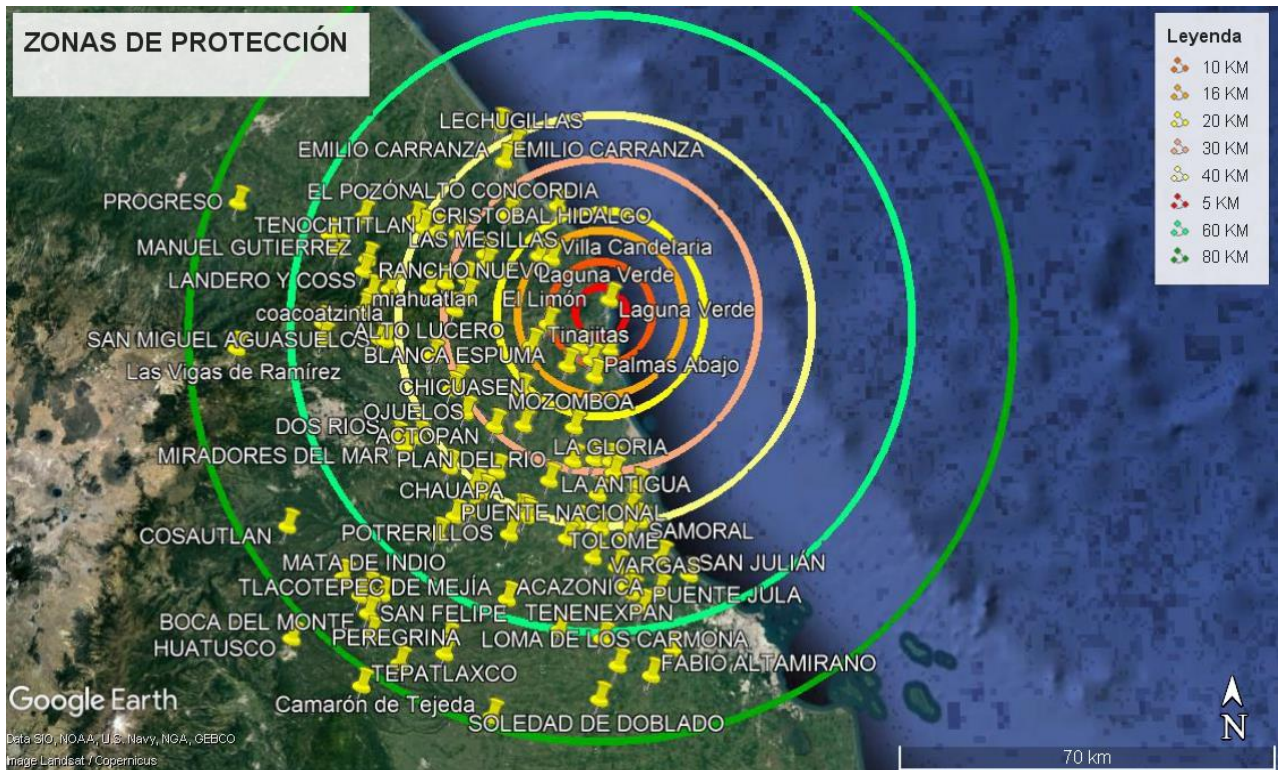 ZONAS DE PROTECCIÓN
Leyenda
10 KM
16 KM
20 KM
30 KM
40 KM
5 KM
60 KM
80 KM
LECHUGILLAS
EMILIO CARRANZA EMILIO CARRANZA
PROGRESO
EL POZÓN ALTO CONCORDIA
TENOCHTITLAN CRISTOBAL HIDALGO
MANUEL GUTIERREZ LAS MESILLAS Villa Candelaria
LANDERO Y COSS RANCHO NUEVO Laguna Verde
miahuatlan El Limón Laguna Verde
coacoatzintla
SAN MIGUEL AGUASUELOS ALTO LUCERO Tinajitas
BLANCA ESPUMA Palmas Abajo
Las Vigas de Ramírez
CHICUASEN
MOZOMBOA
OJUELOS
DOS RIOS
ACTOPAN
LA GLORIA
MIRADORES DEL MAR PLAN DEL RIO
CHAUAPA LA ANTIGUA
PUENTE NACIONAL
COSAUTLAN POTRERILLOS SAMORAL
TOLOME
MATA DE INDIO VARGAS SAN JULIÁN
TLACOTEPEC DE MEJÍA ACAZONICA PUENTE JULA
BOCA DEL MONTE SAN FELIPE TENENEXPAN
HUATUSCO PEREGRINA LOMA DE LOS CARMONA
TEPATLAXCO FABIO ALTAMIRANO
Camarón de Tejeda
SOLEDAD DE DOBLADO
Google Earth
Data SIO, NOAA, U.S. Navy, NGA, GEBCO
Image Landsat / Copernicus
N
70 km